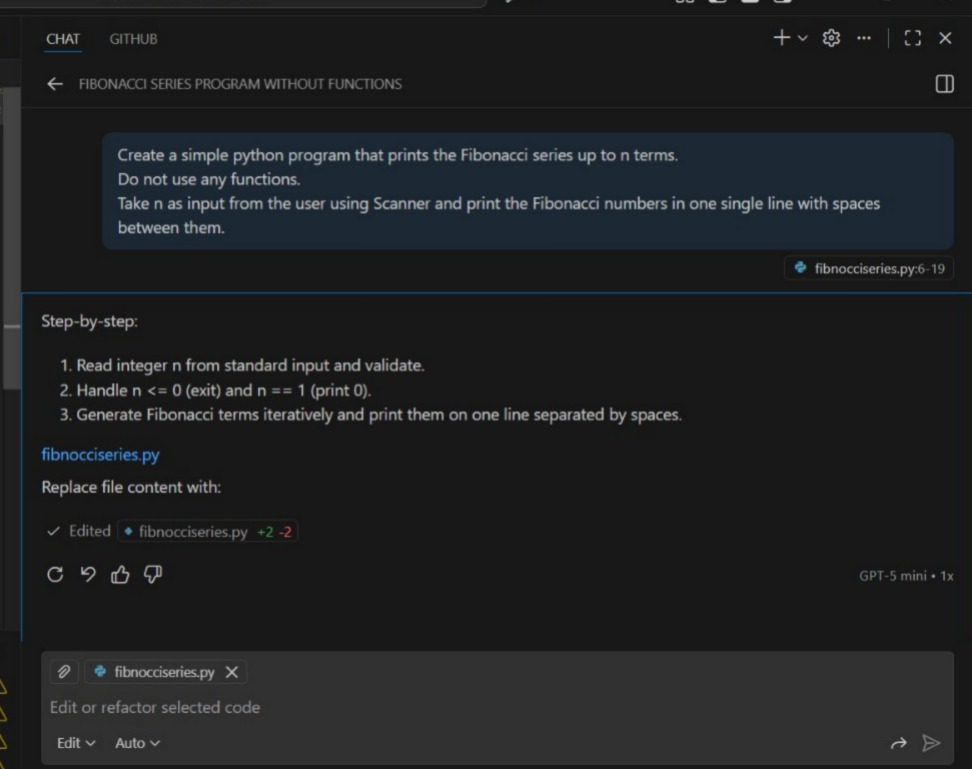 CHAT
GITHUB
FIBONACCI SERIES PROGRAM WITHOUT FUNCTIONS
Create a simple python program that prints the Fibonacci series up to n terms.
Do not use any functions.
Take n as input from the user using Scanner and print the Fibonacci numbers in one single line with spaces
between them.
fibnocciseries.py:6-19
Step-by-step:
1. Read integer n from standard input and validate.
2. Handle n <= 0 (exit) and n == 1 (print 0).
3. Generate Fibonacci terms iteratively and print them on one line separated by spaces.
fibnocciseries.py
Replace file content with:
Edited fibnocciseries.py +2 -2
GPT-5 mini • 1x
fibnocciseries.py
Edit or refactor selected code
Edit
Auto